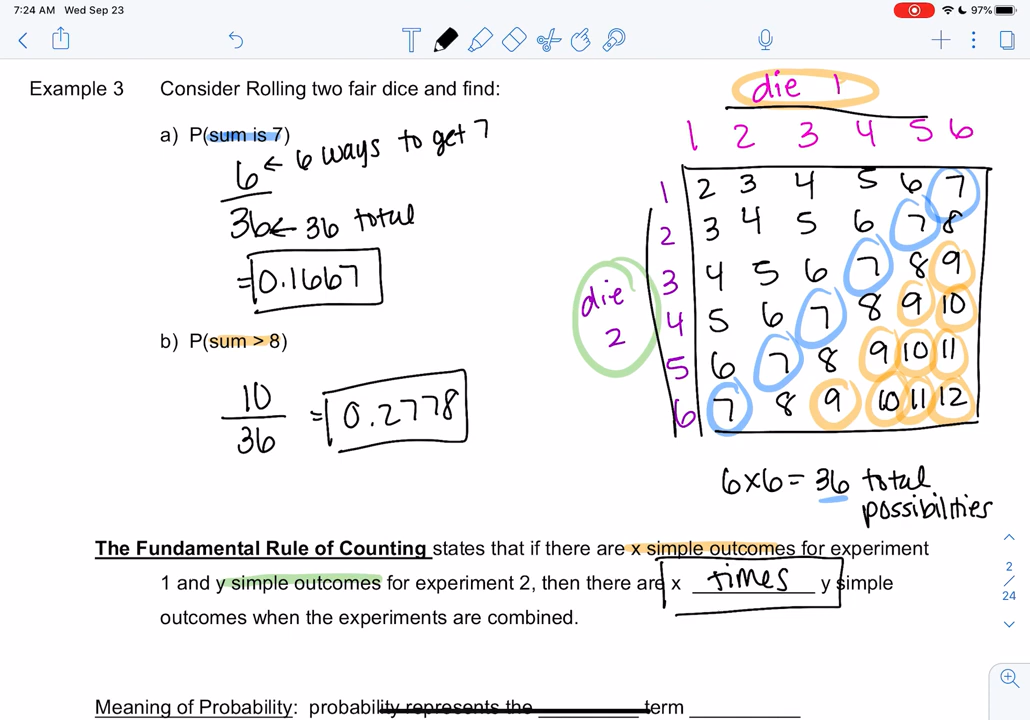 7:24 AM Wed Sep 23
97%
Example 3 Consider Rolling two fair dice and find:
a) P(sum is 7)
6 ← 6 ways to get 7
36 ← 36 total
= 0.1667
b) P(sum > 8)
10
36
= 0.2778
die 1
1 2 3 4 5 6
die 2
1 2 3 4 5 6 7
2 3 4 5 6 7 8
3 4 5 6 7 8 9
4 5 6 7 8 9 10
5 6 7 8 9 10 11
6 7 8 9 10 11 12
6x6 = 36 total
possibilities
The Fundamental Rule of Counting states that if there are x simple outcomes for experiment
1 and y simple outcomes for experiment 2, then there are x times y simple
outcomes when the experiments are combined.
2
/
24
Meaning of Probability: probability represents the ________ term ________